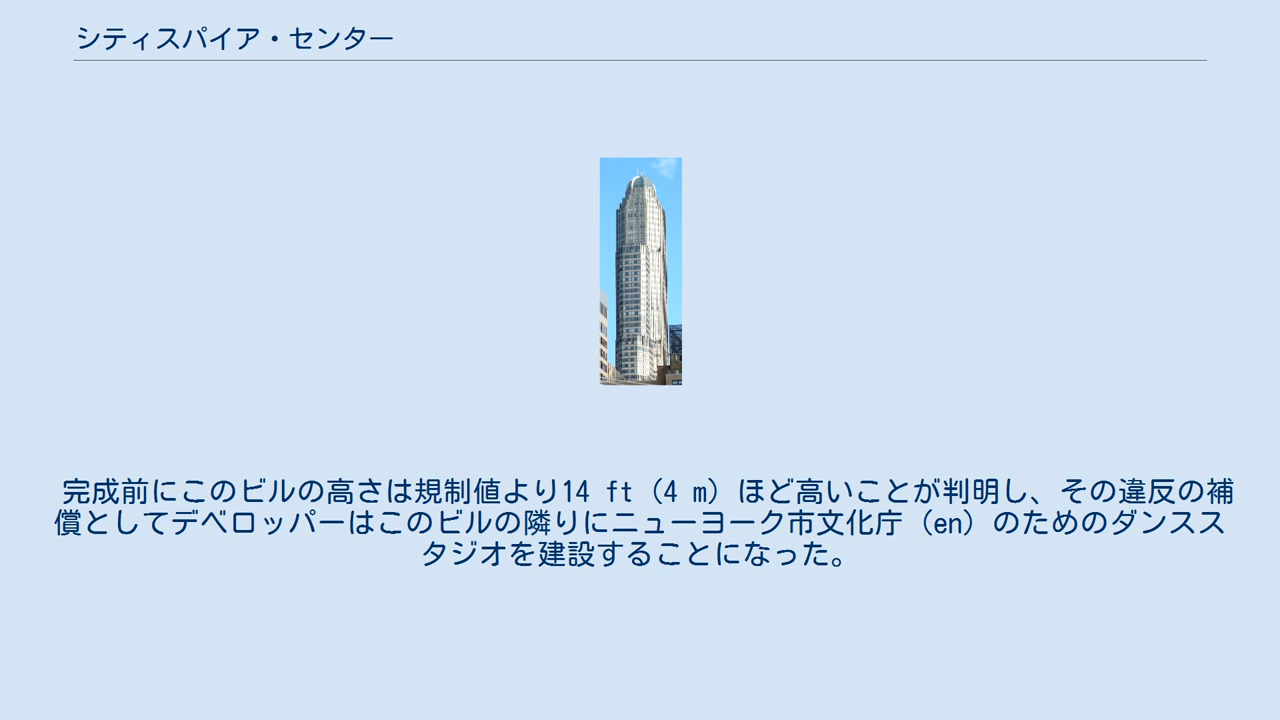 シティスパイア・センター
完成前にこのビルの高さは規制値より14 ft（4 m）ほど高いことが判明し、その違反の補
償としてデベロッパーはこのビルの隣りにニューヨーク市文化庁（en）のためのダンスス
タジオを建設することになった。